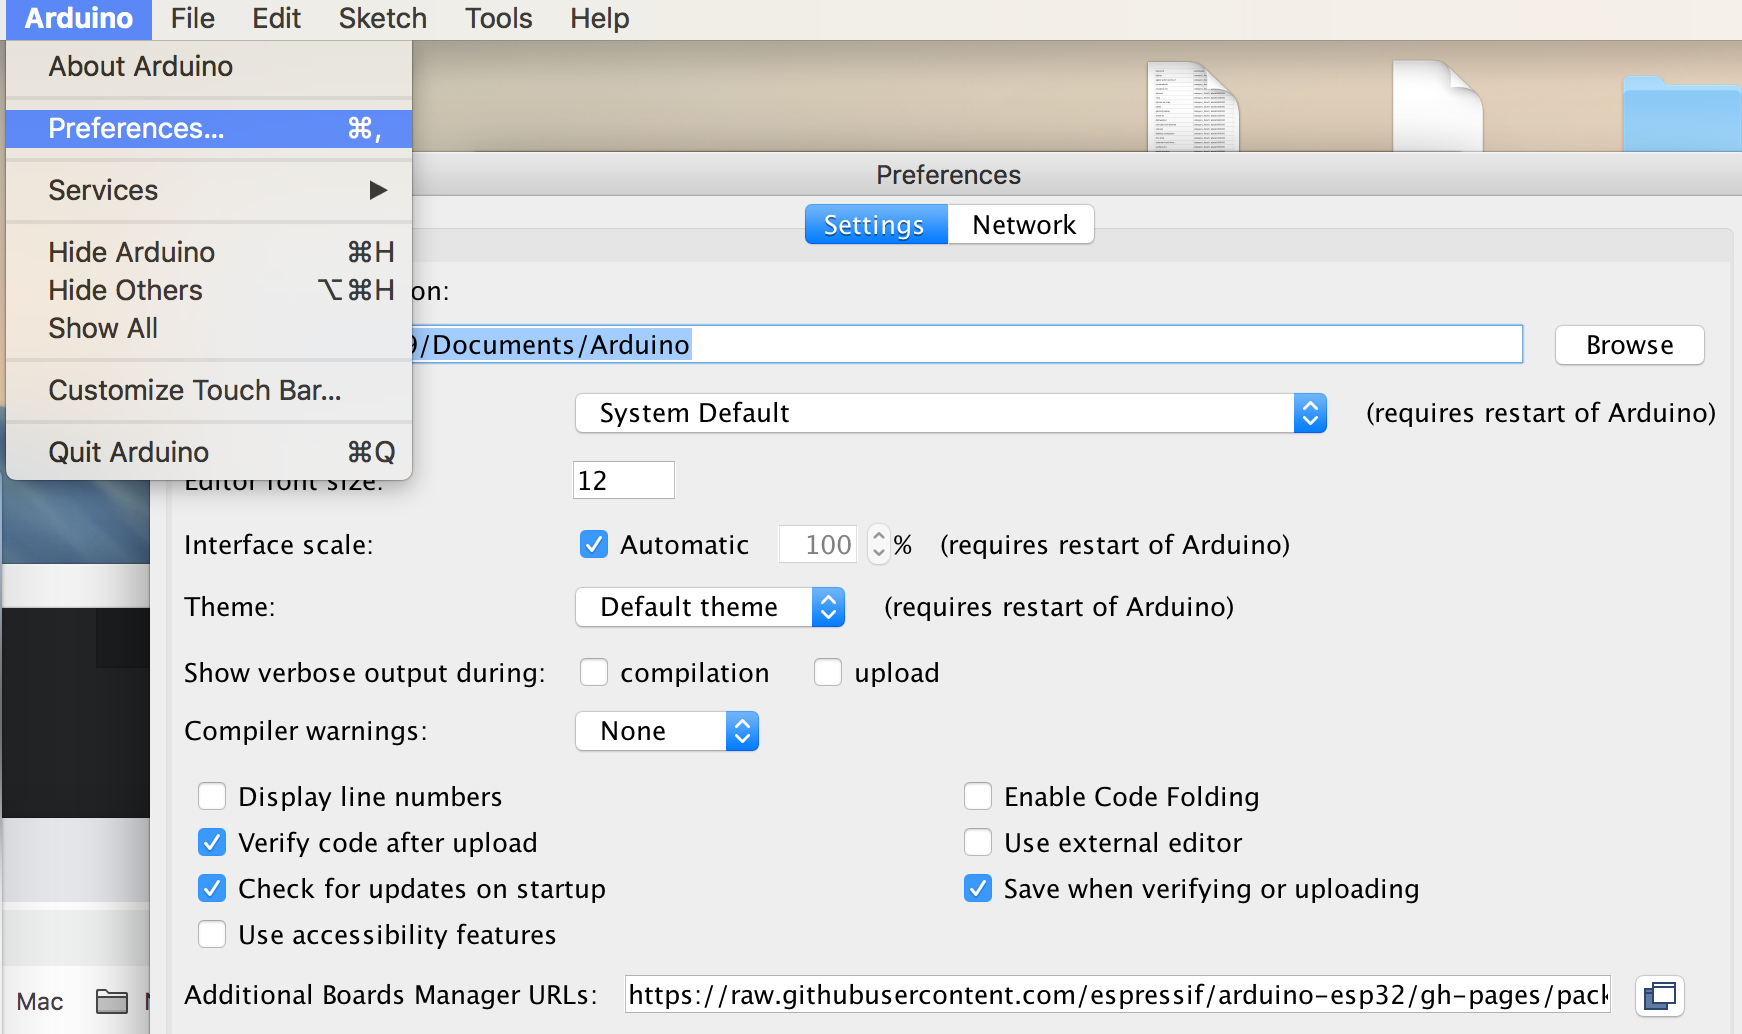 Arduino File Edit Sketch Tools Help
About Arduino
Preferences... ⌘,
Services ▶
Hide Arduino ⌘H
Hide Others ⌥⌘H
Show All
Customize Touch Bar...
Quit Arduino ⌘Q
Preferences
Settings Network
on:
/Documents/Arduino Browse
System Default (requires restart of Arduino)
Editor font size: 12
Interface scale: Automatic 100 % (requires restart of Arduino)
Theme: Default theme (requires restart of Arduino)
Show verbose output during: compilation upload
Compiler warnings: None
Display line numbers Enable Code Folding
Verify code after upload Use external editor
Check for updates on startup Save when verifying or uploading
Use accessibility features
Mac
Additional Boards Manager URLs: https://raw.githubusercontent.com/espressif/arduino-esp32/gh-pages/pack